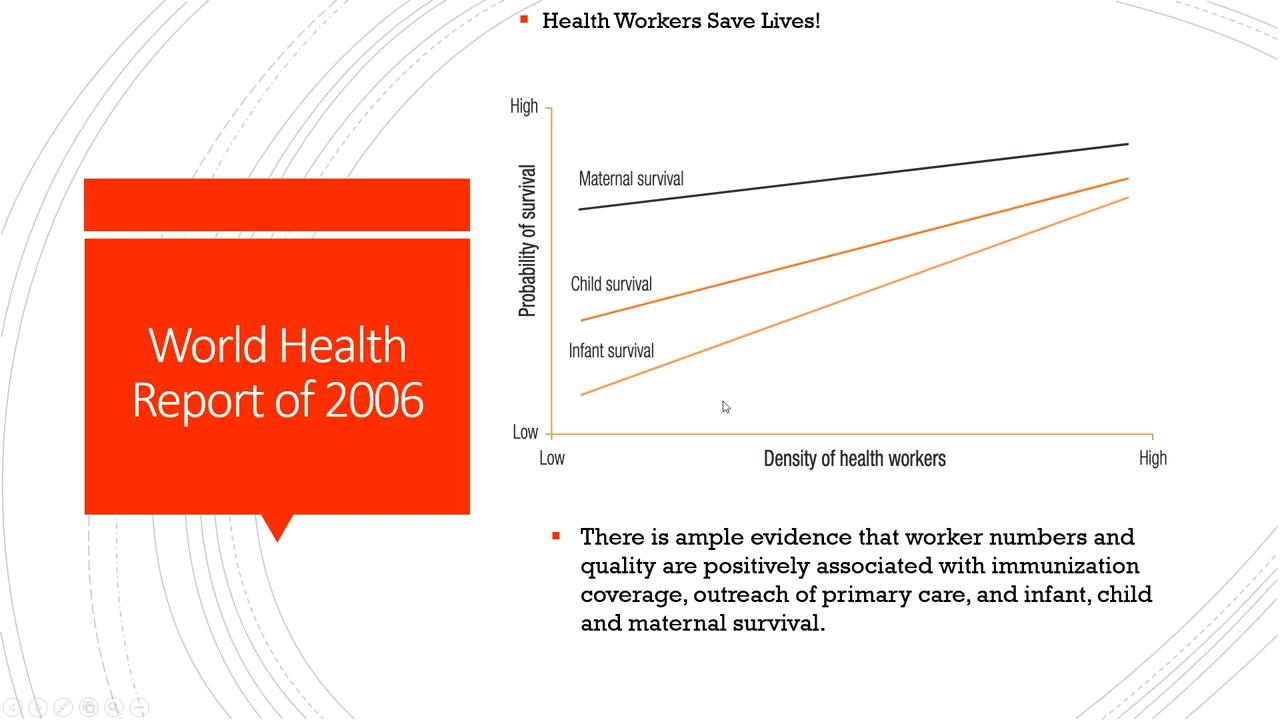 Health Workers Save Lives!
World Health
Report of 2006
High
Probability of survival
Maternal survival
Child survival
Infant survival
Low
Low
Density of health workers
High
There is ample evidence that worker numbers and
quality are positively associated with immunization
coverage, outreach of primary care, and infant, child
and maternal survival.